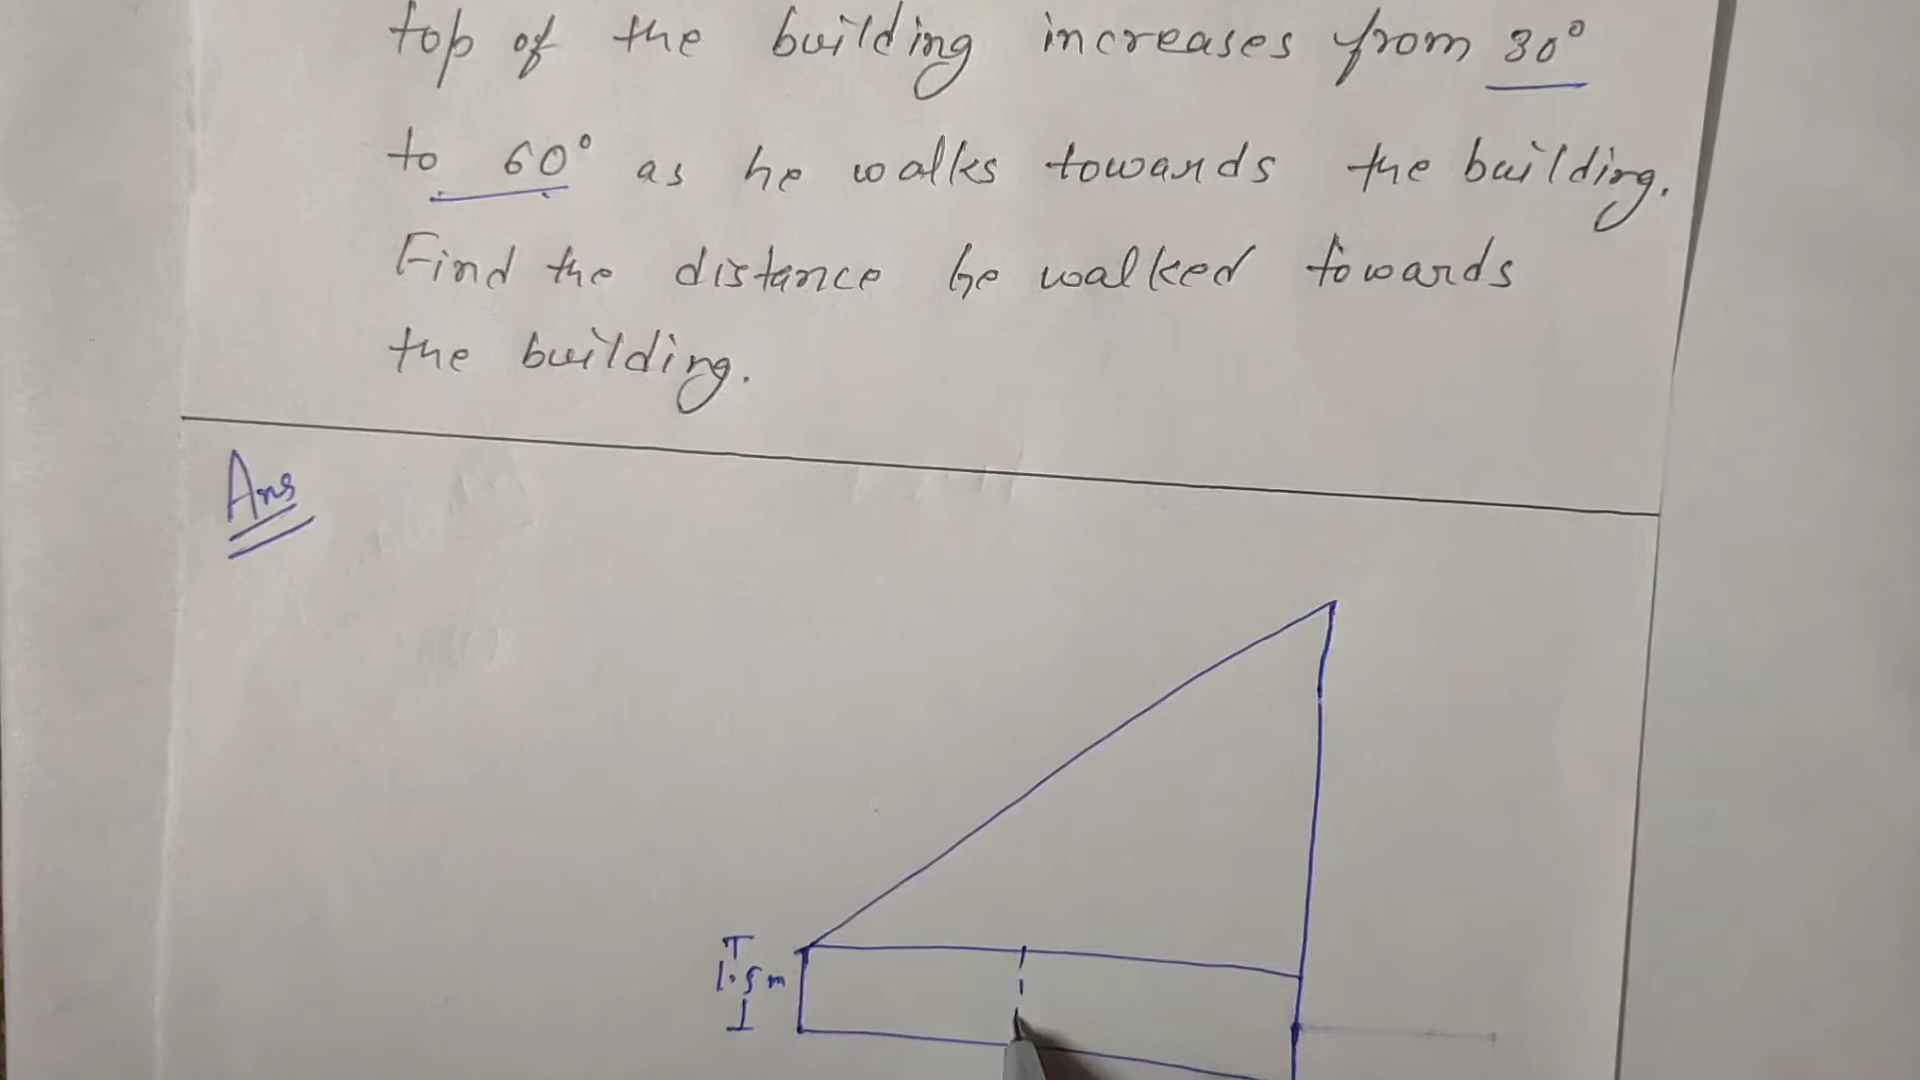 top of the building increases from 30°
to 60° as he walks towards the building.
Find the distance he walked towards
the building.
Ans
1.5 m